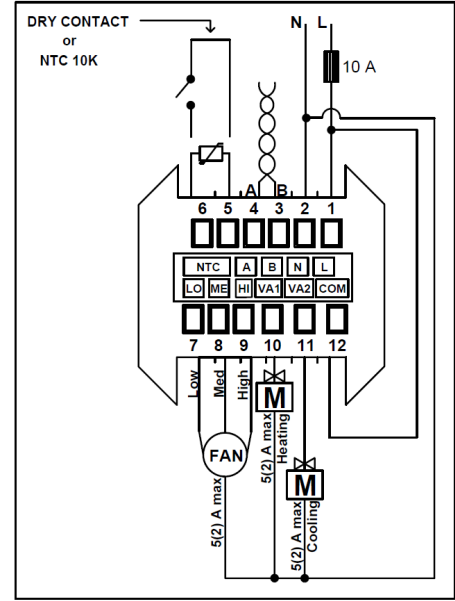 DRY CONTACT
or
NTC 10K
N L
10 A
A B
6 5 4 3 2 1
NTC A B N L
LO ME HI VA1 VA2 COM
7 8 9 10 11 12
Low
Med
High
M
Heating
5(2) A max
FAN
5(2) A max
M
Cooling
5(2) A max